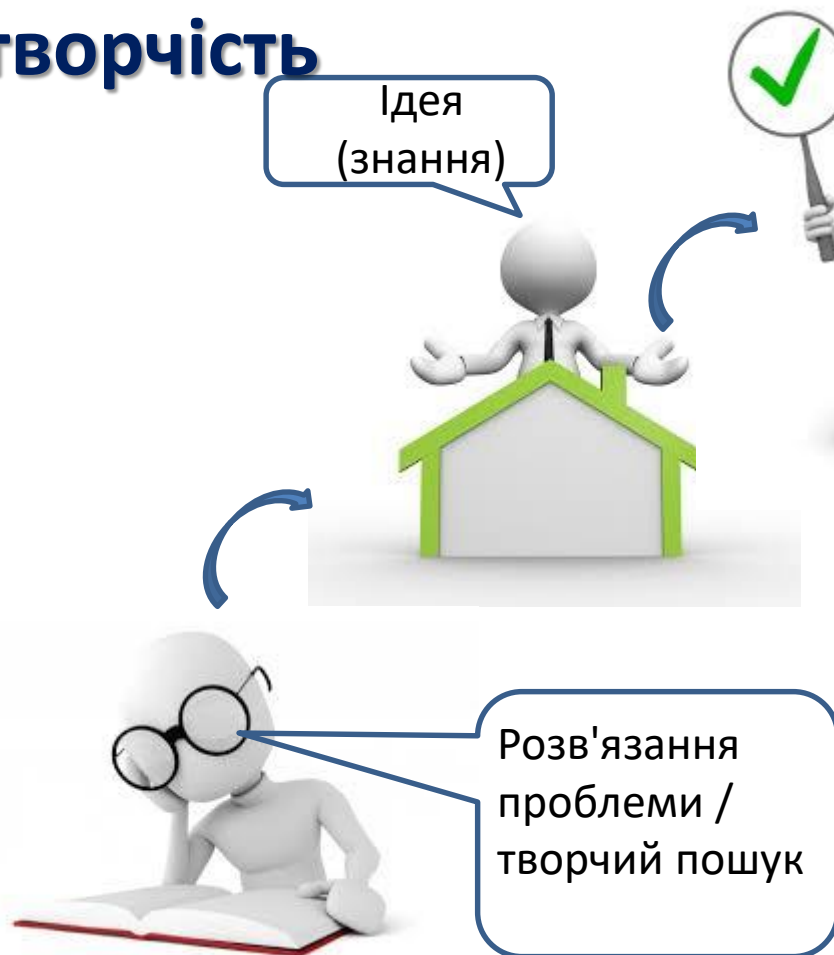 творчість
Ідея
(знання)
Розв'язання
проблеми /
творчий пошук